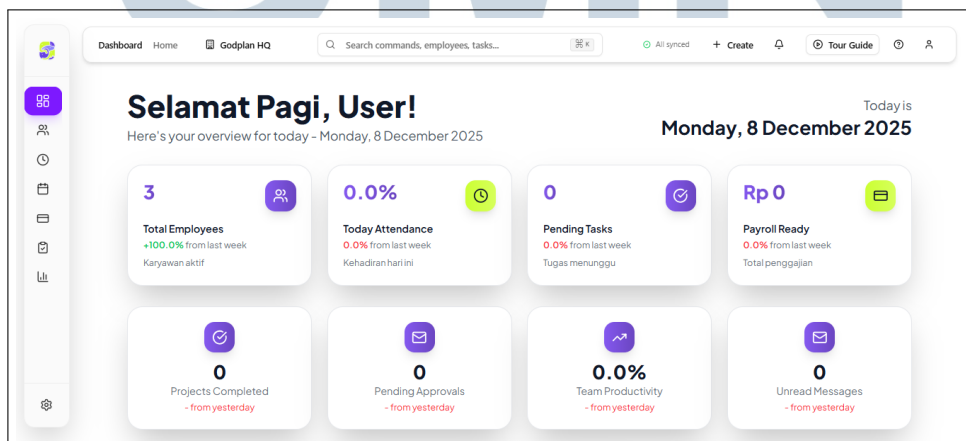 Dashboard Home Godplan HQ Search commands, employees, tasks... ⌘ K All synced + Create Tour Guide
Selamat Pagi, User!
Here's your overview for today - Monday, 8 December 2025
Today is
Monday, 8 December 2025
3
Total Employees
+100.0% from last week
Karyawan aktif
0.0%
Today Attendance
0.0% from last week
Kehadiran hari ini
0
Pending Tasks
0.0% from last week
Tugas menunggu
Rp 0
Payroll Ready
0.0% from last week
Total penggajian
0
Projects Completed
- from yesterday
0
Pending Approvals
- from yesterday
0.0%
Team Productivity
- from yesterday
0
Unread Messages
- from yesterday